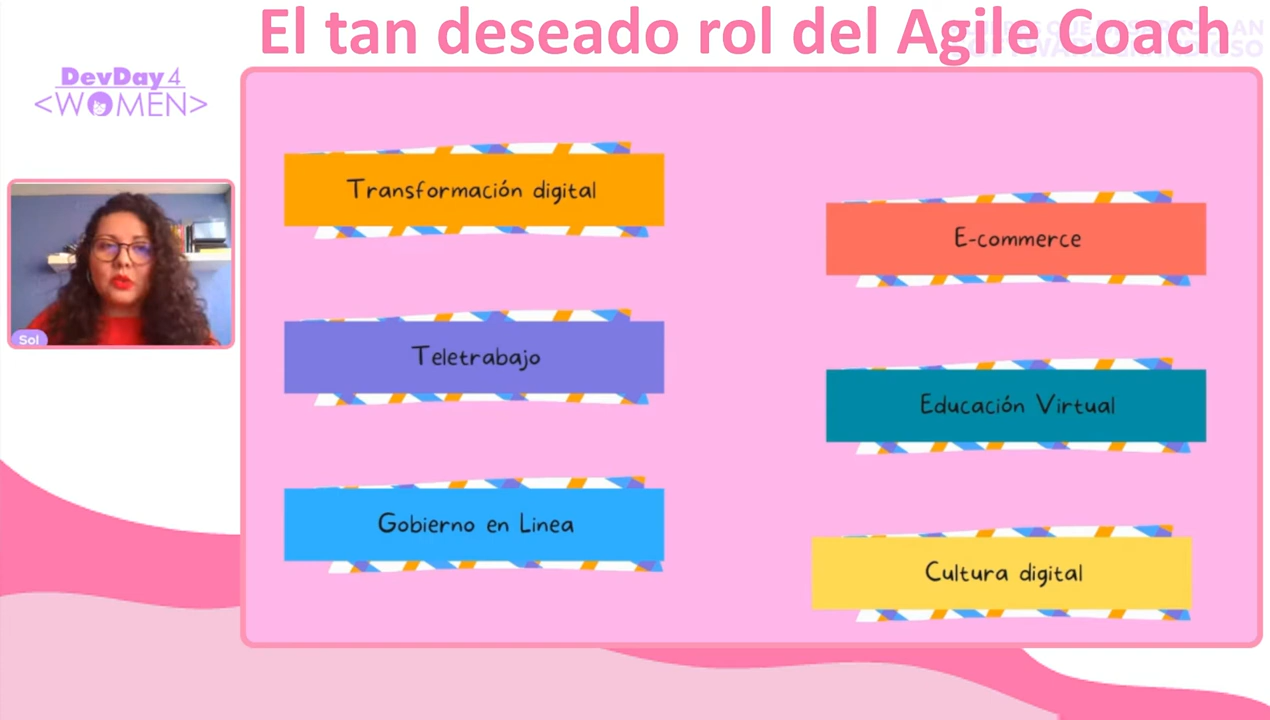 El tan deseado rol del Agile Coach
DevDay4
<WOMEN>
Sol
Transformación digital
E-commerce
Teletrabajo
Educación Virtual
Gobierno en Linea
Cultura digital